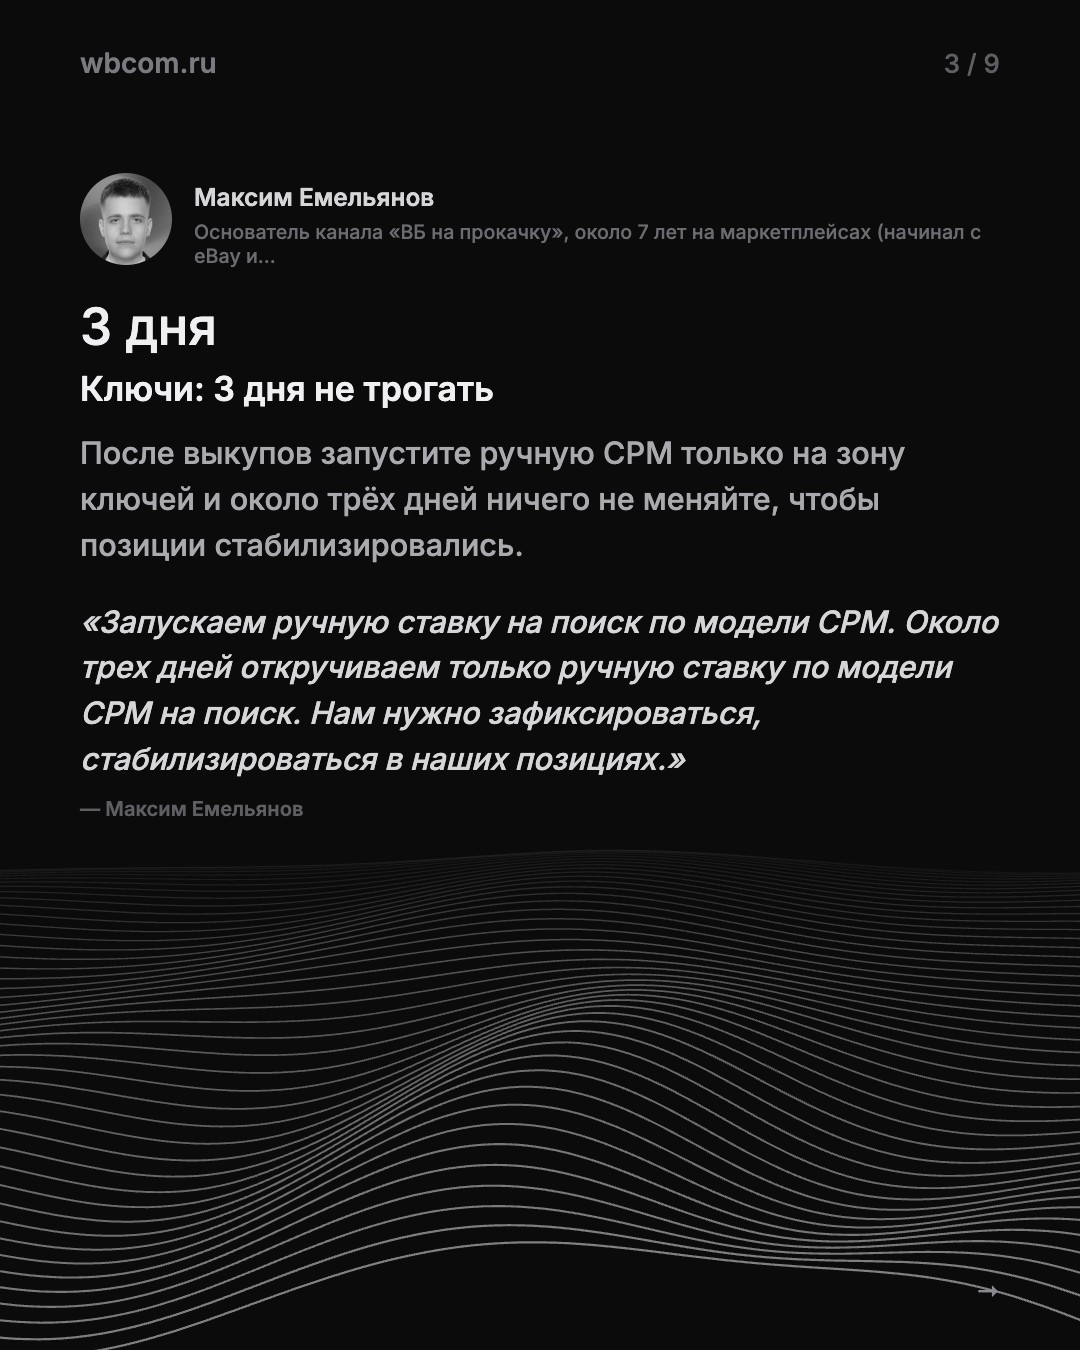 wbcom.ru
3 / 9
Максим Емельянов
Основатель канала «ВБ на прокачку», около 7 лет на маркетплейсах (начинал с
eBay и...
3 дня
Ключи: 3 дня не трогать
После выкупов запустите ручную CPM только на зону
ключей и около трёх дней ничего не меняйте, чтобы
позиции стабилизировались.
«Запускаем ручную ставку на поиск по модели CPM. Около
трех дней откручиваем только ручную ставку по модели
CPM на поиск. Нам нужно зафиксироваться,
стабилизироваться в наших позициях.»
— Максим Емельянов